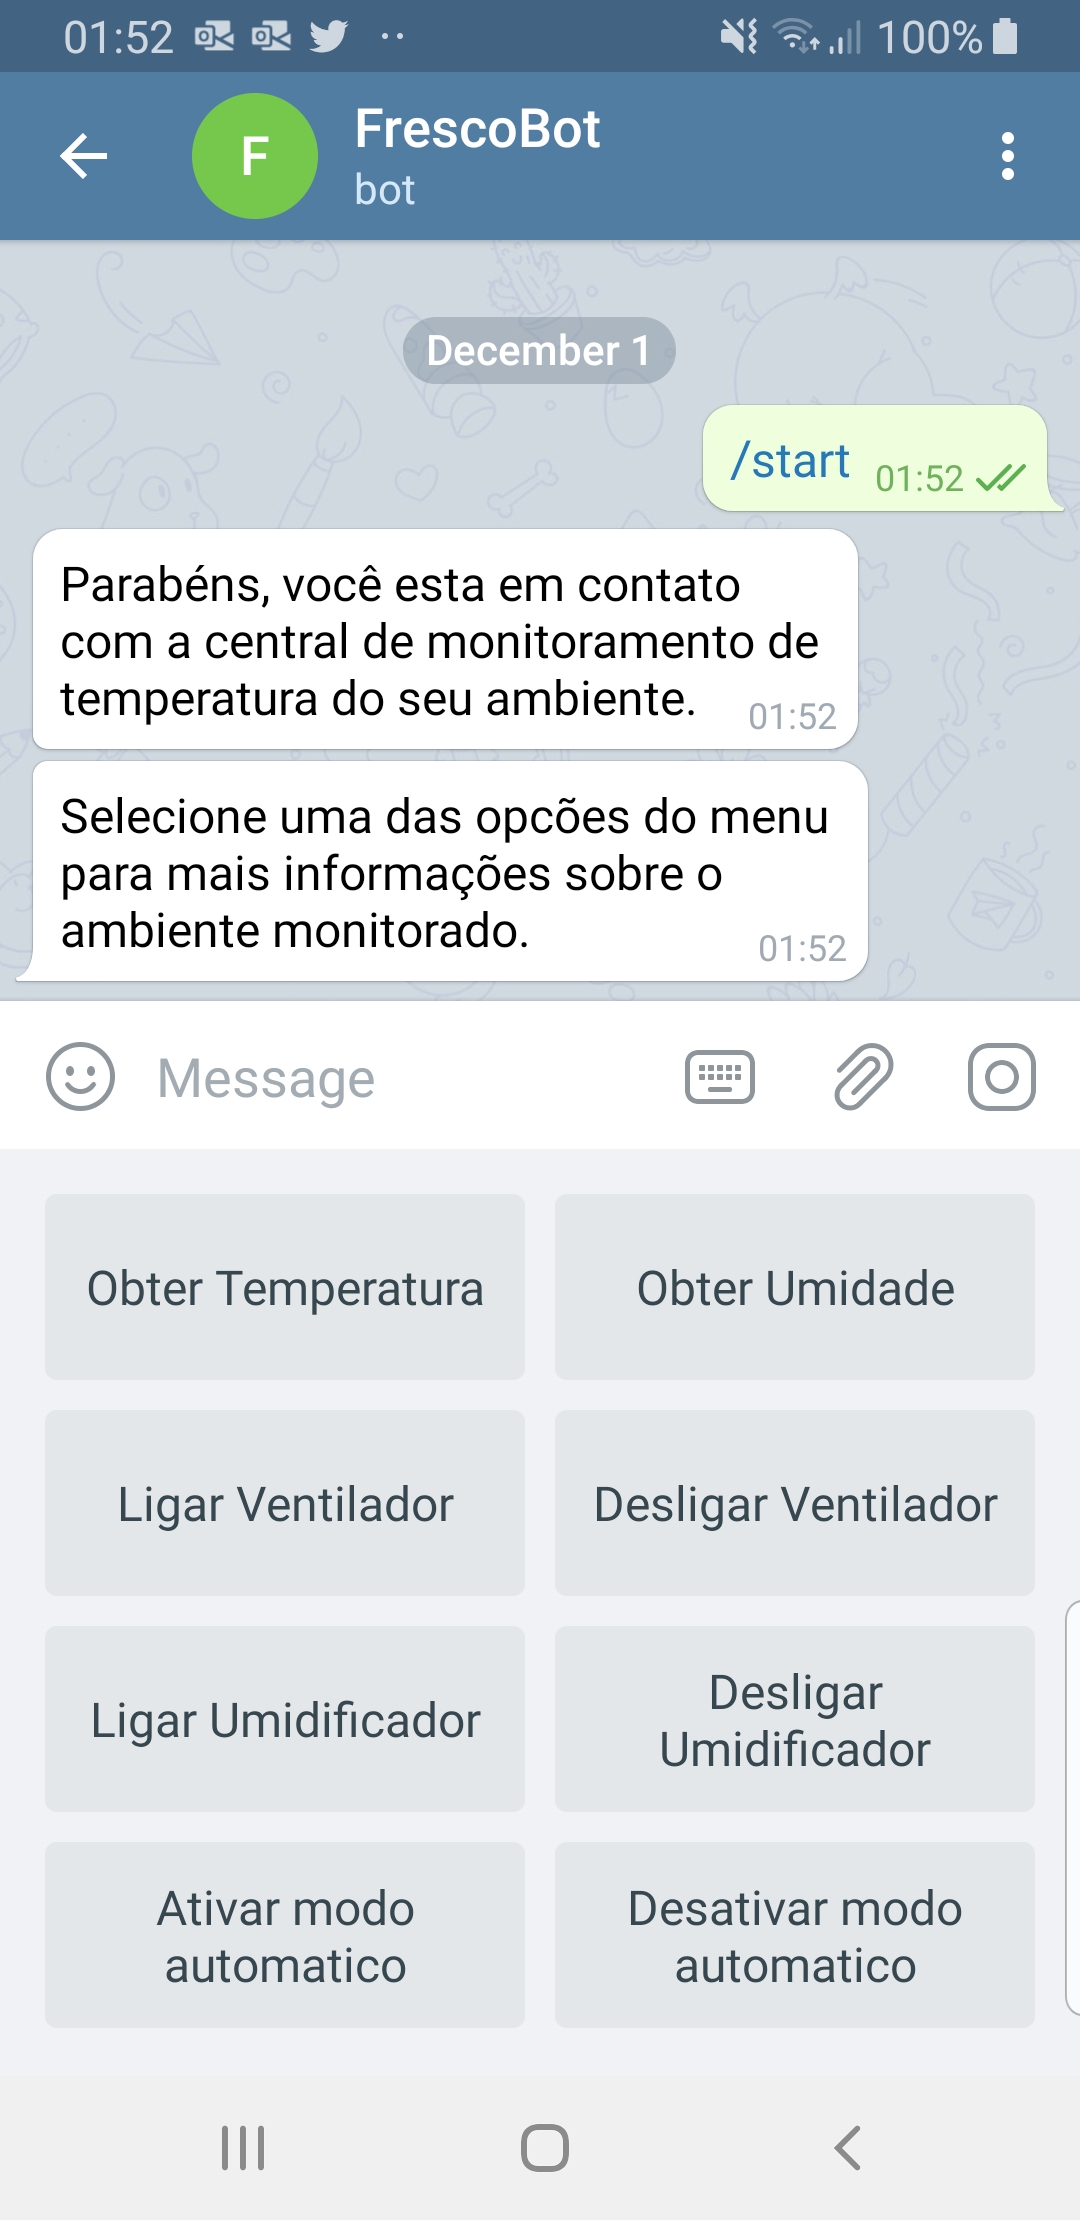 01:52
100%
F
FrescoBot
bot
December 1
/start
01:52
Parabéns, você esta em contato
com a central de monitoramento de
temperatura do seu ambiente.
01:52
Selecione uma das opcões do menu
para mais informações sobre o
ambiente monitorado.
01:52
Message
Obter Temperatura
Obter Umidade
Ligar Ventilador
Desligar Ventilador
Ligar Umidificador
Desligar
Umidificador
Ativar modo
automatico
Desativar modo
automatico